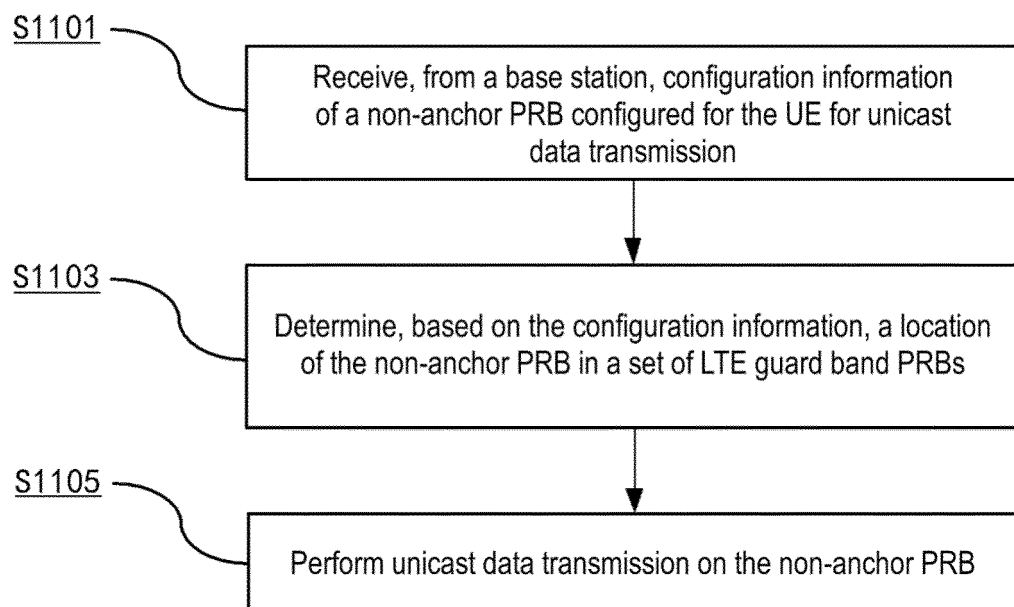 S1101
Receive, from a base station, configuration information
of a non-anchor PRB configured for the UE for unicast
data transmission
S1103
Determine, based on the configuration information, a location
of the non-anchor PRB in a set of LTE guard band PRBs
S1105
Perform unicast data transmission on the non-anchor PRB